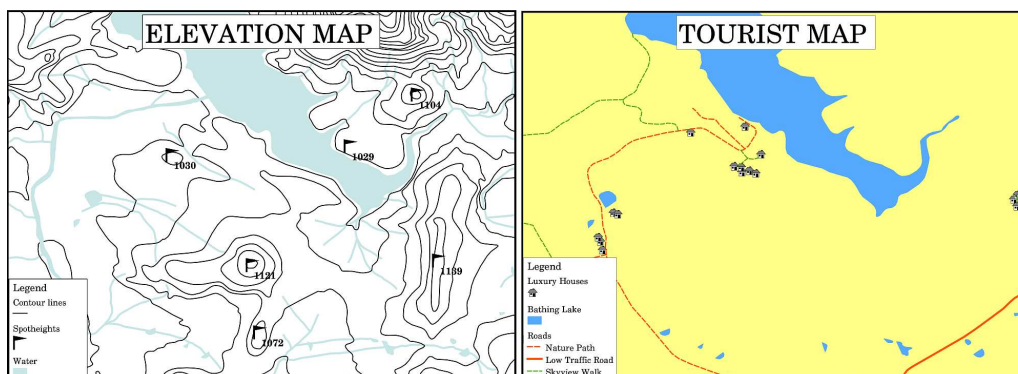 ELEVATION MAP
1104
1029
1030
1121
1139
1072
Legend
Contour lines
Spotheights
Water
TOURIST MAP
Legend
Luxury Houses
Bathing Lake
Roads
Nature Path
Low Traffic Road
Skyview Walk